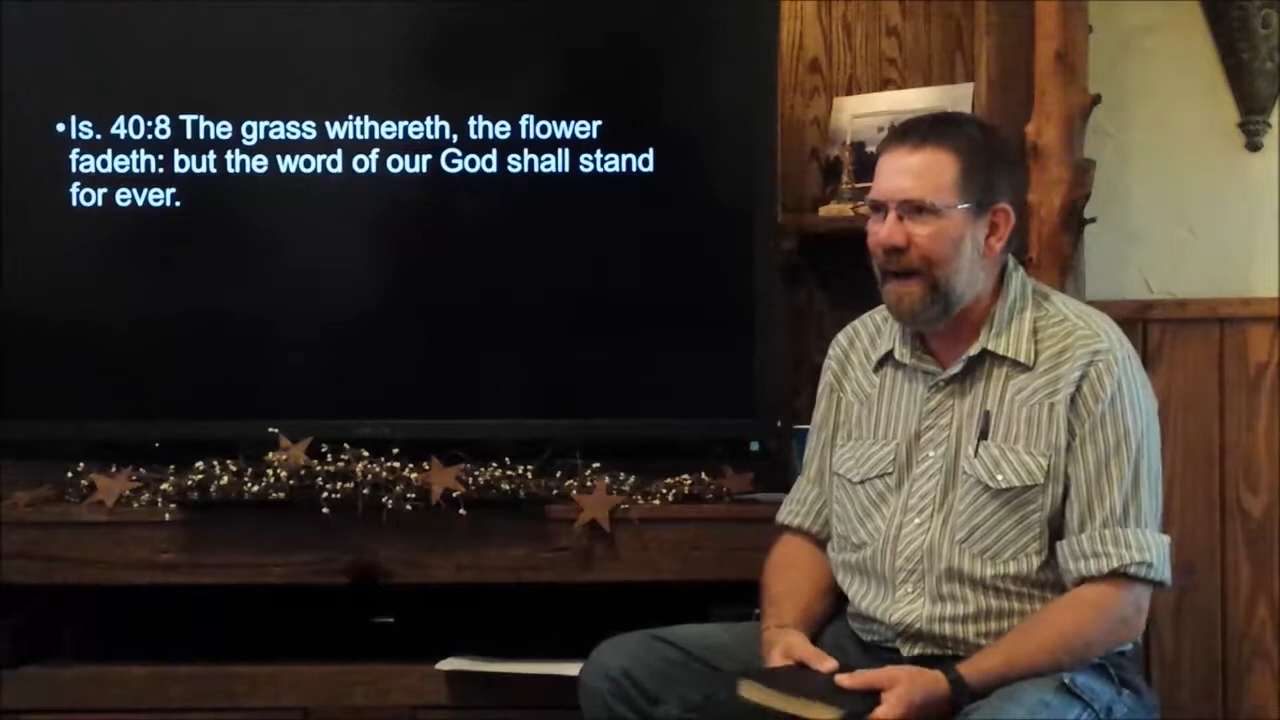 •Is. 40:8 The grass withereth, the flower
fadeth: but the word of our God shall stand
for ever.